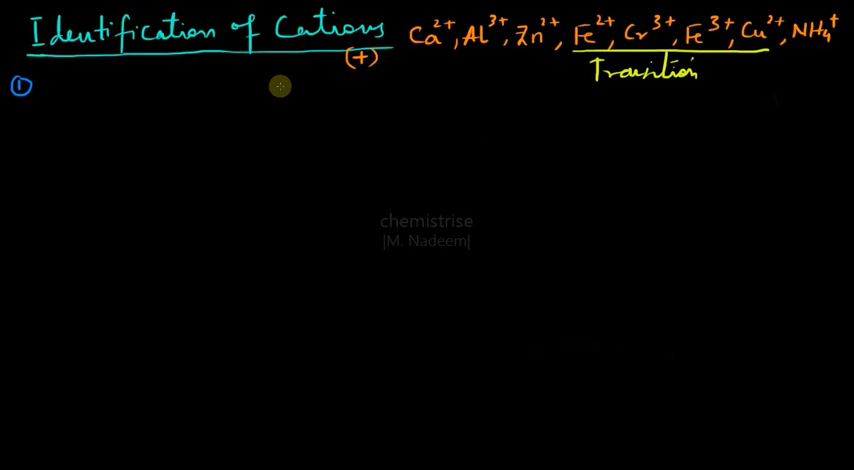 Identification of Cations Ca²⁺, Al³⁺, Zn²⁺, Fe²⁺, Cr³⁺, Fe³⁺, Cu²⁺, NH₄⁺
(+)
Transition
①
chemistrise
|M. Nadeem|